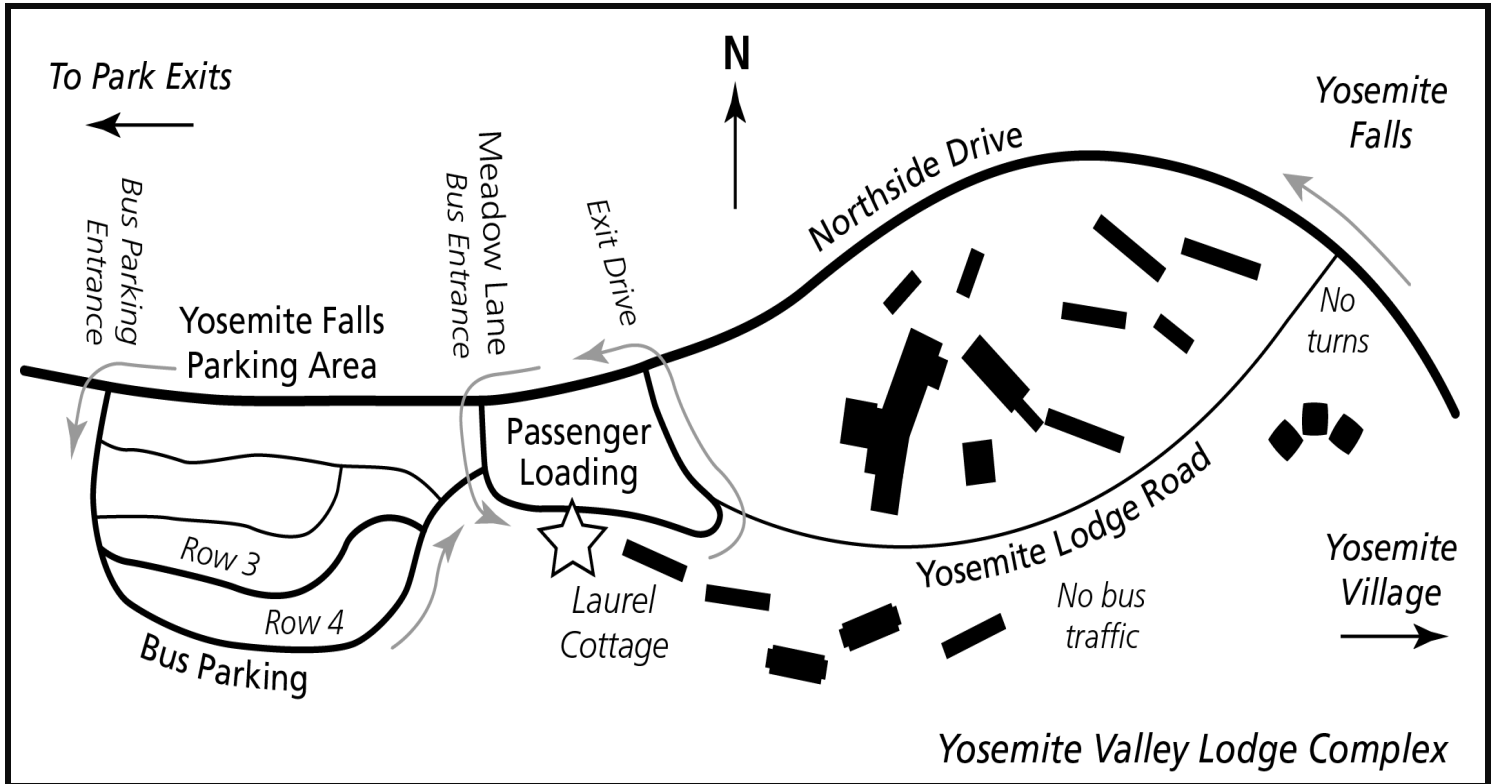 N
To Park Exits
Yosemite
Falls
Bus Parking
Entrance
Meadow Lane
Bus Entrance
Exit Drive
Northside Drive
No
turns
Yosemite Falls
Parking Area
Passenger
Loading
Row 3
Row 4
Bus Parking
Laurel
Cottage
Yosemite Lodge Road
No bus
traffic
Yosemite
Village
Yosemite Valley Lodge Complex